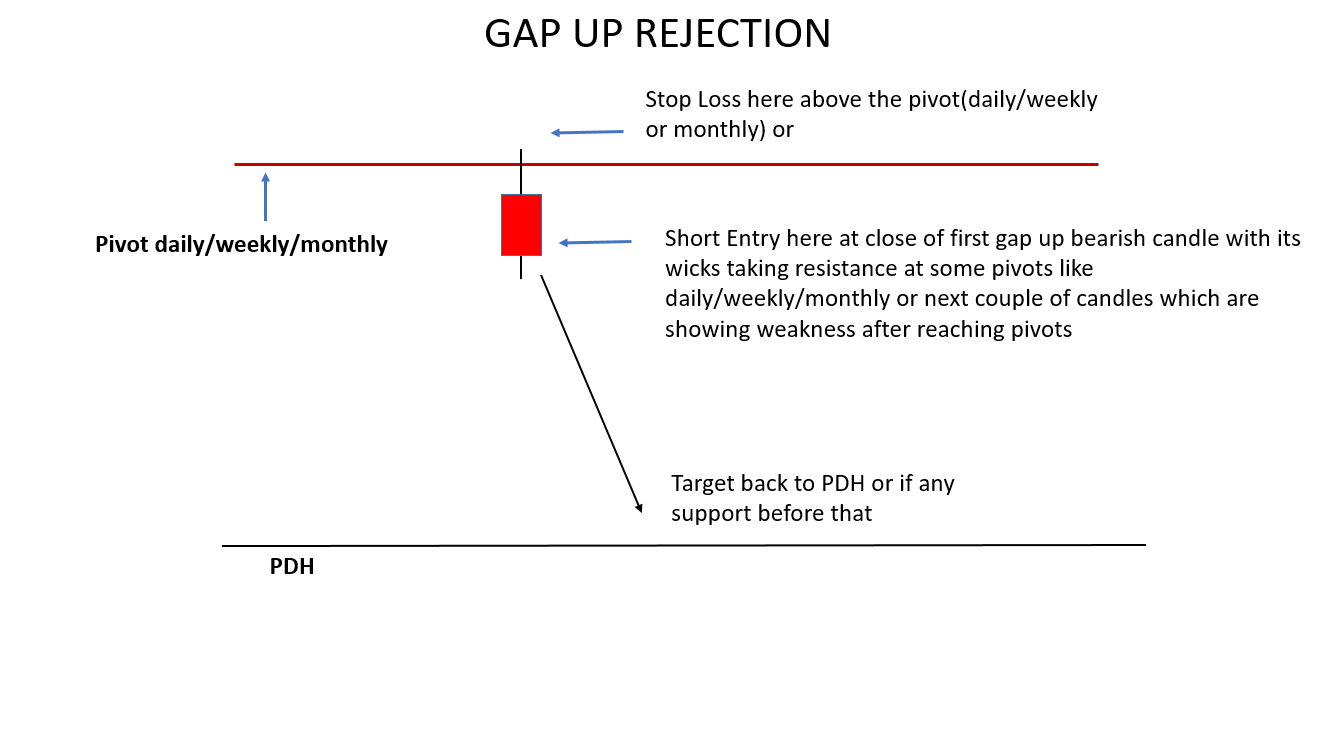 GAP UP REJECTION
Stop Loss here above the pivot(daily/weekly
or monthly) or
Pivot daily/weekly/monthly
Short Entry here at close of first gap up bearish candle with its
wicks taking resistance at some pivots like
daily/weekly/monthly or next couple of candles which are
showing weakness after reaching pivots
Target back to PDH or if any
support before that
PDH